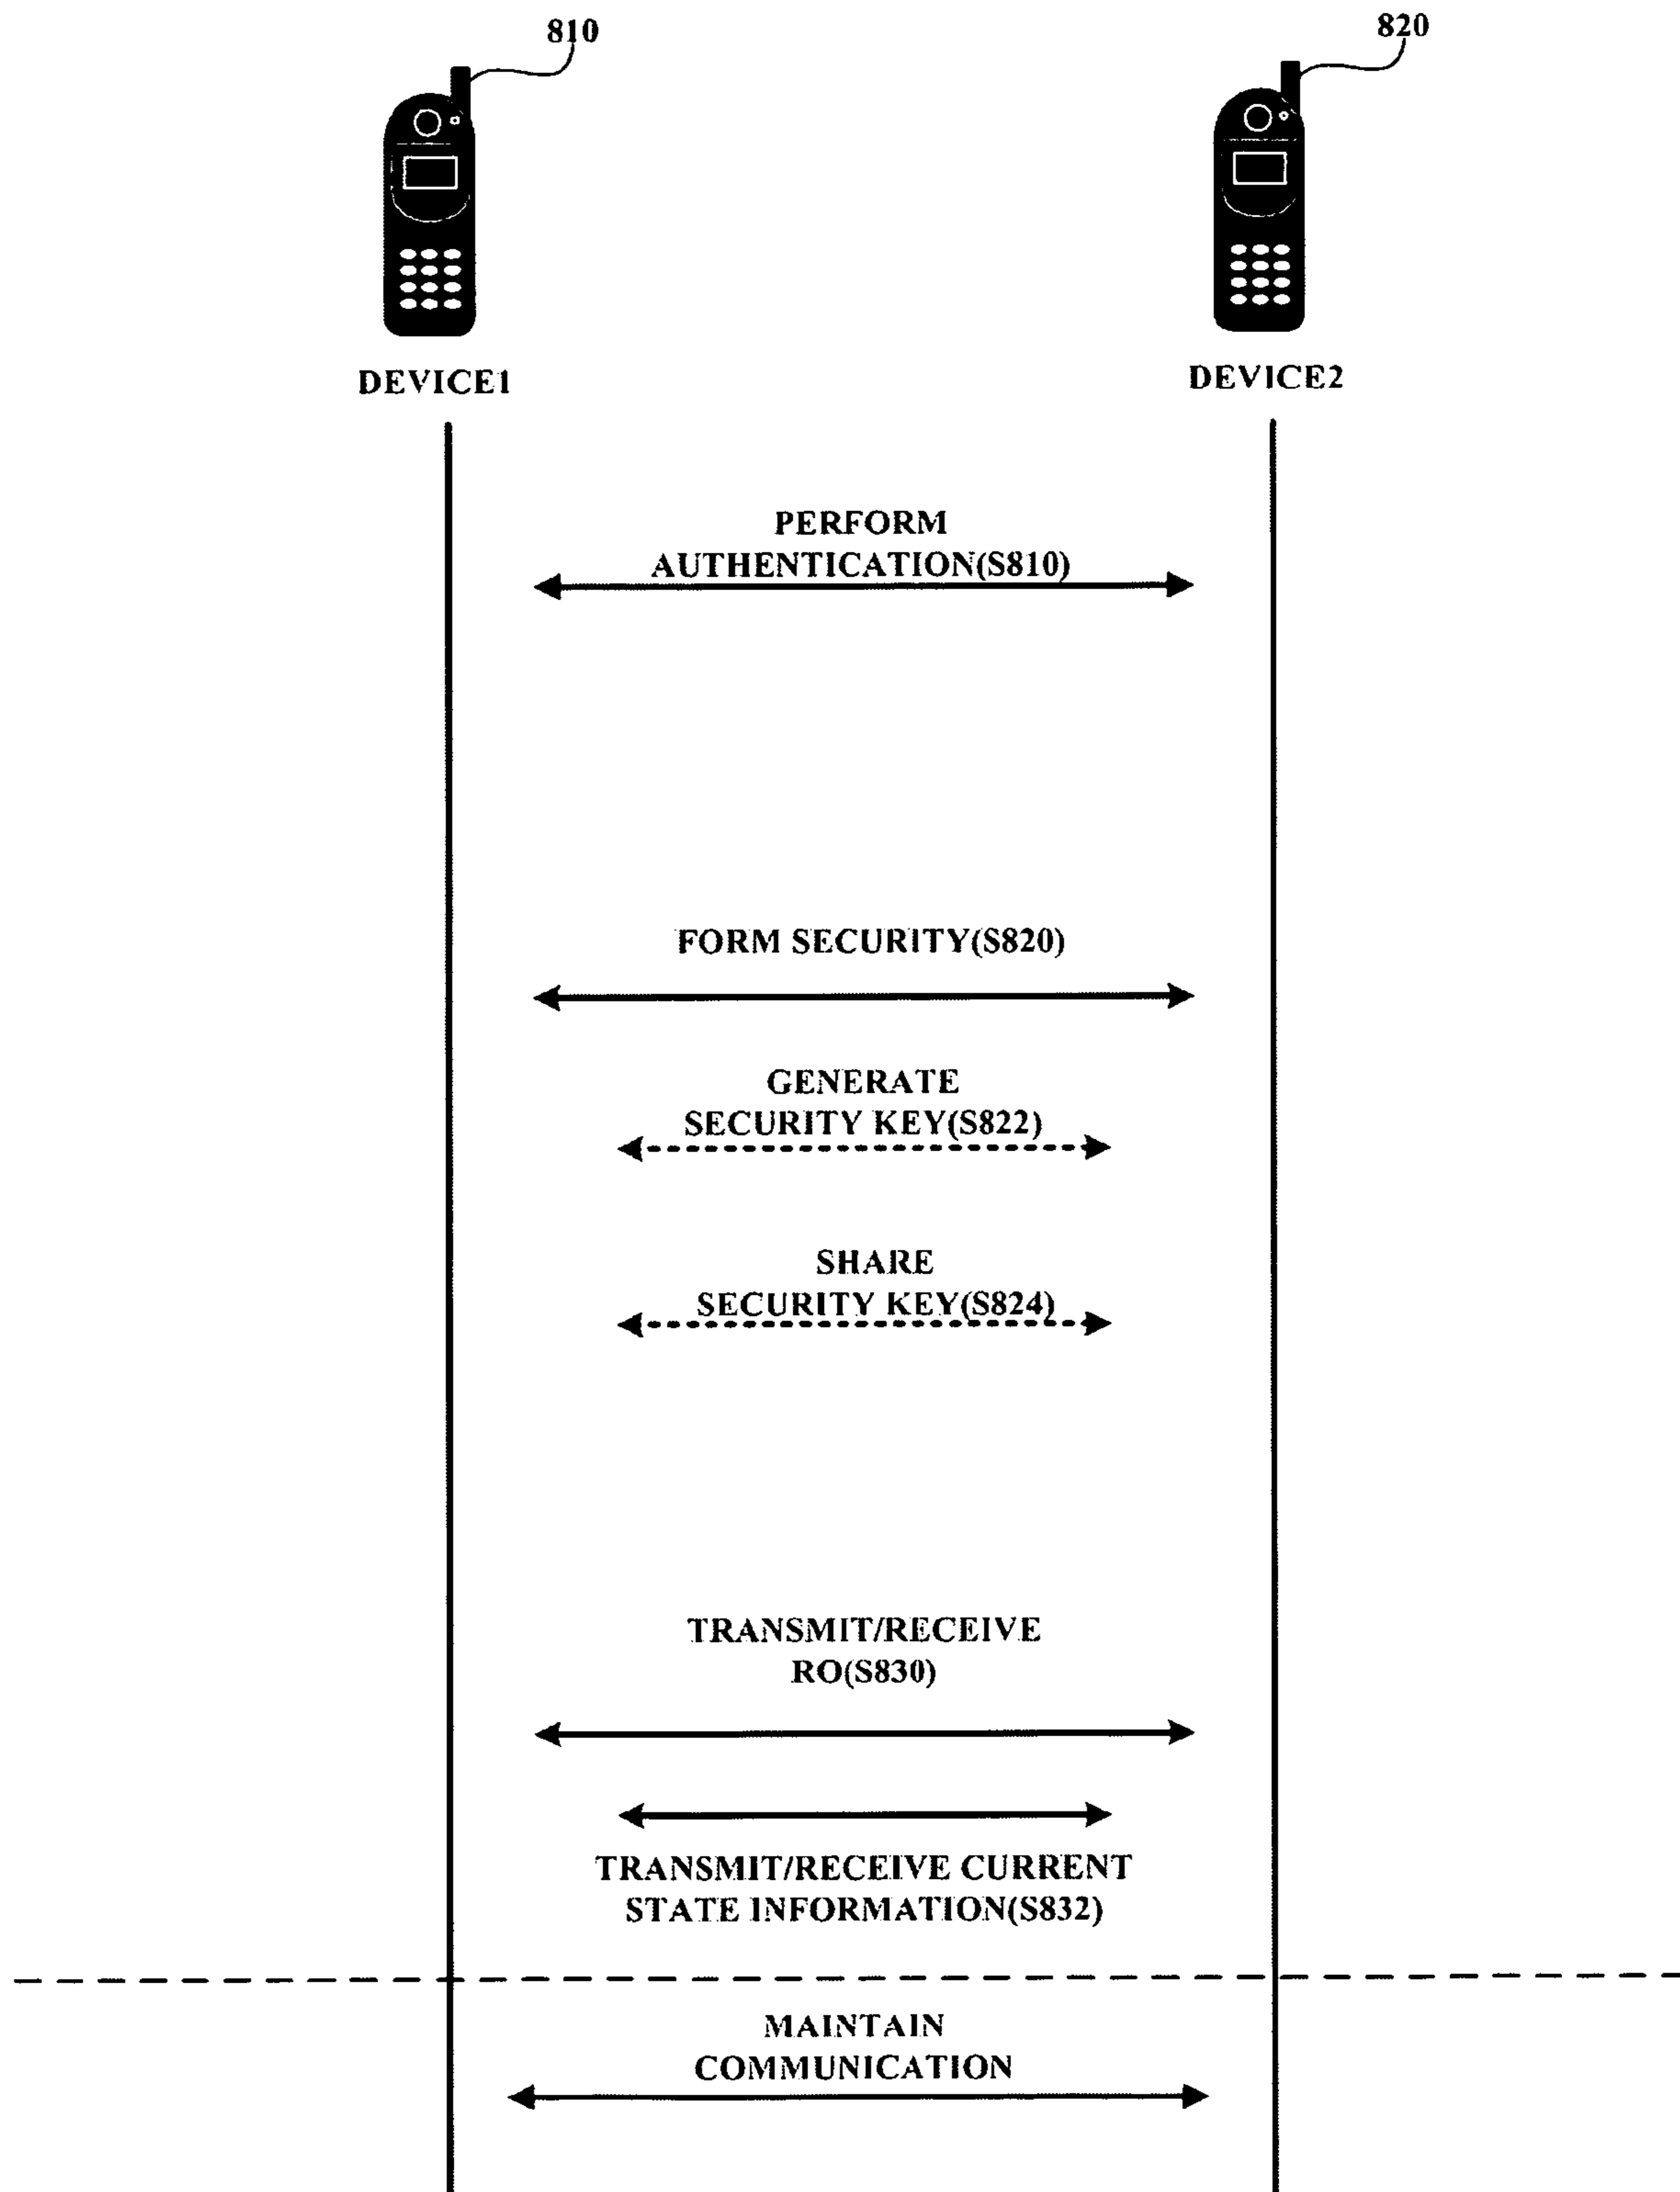 810
820
DEVICE1
DEVICE2
PERFORM
AUTHENTICATION(S810)
FORM SECURITY(S820)
GENERATE
SECURITY KEY(S822)
SHARE
SECURITY KEY(S824)
TRANSMIT/RECEIVE
RO(S830)
TRANSMIT/RECEIVE CURRENT
STATE INFORMATION(S832)
MAINTAIN
COMMUNICATION